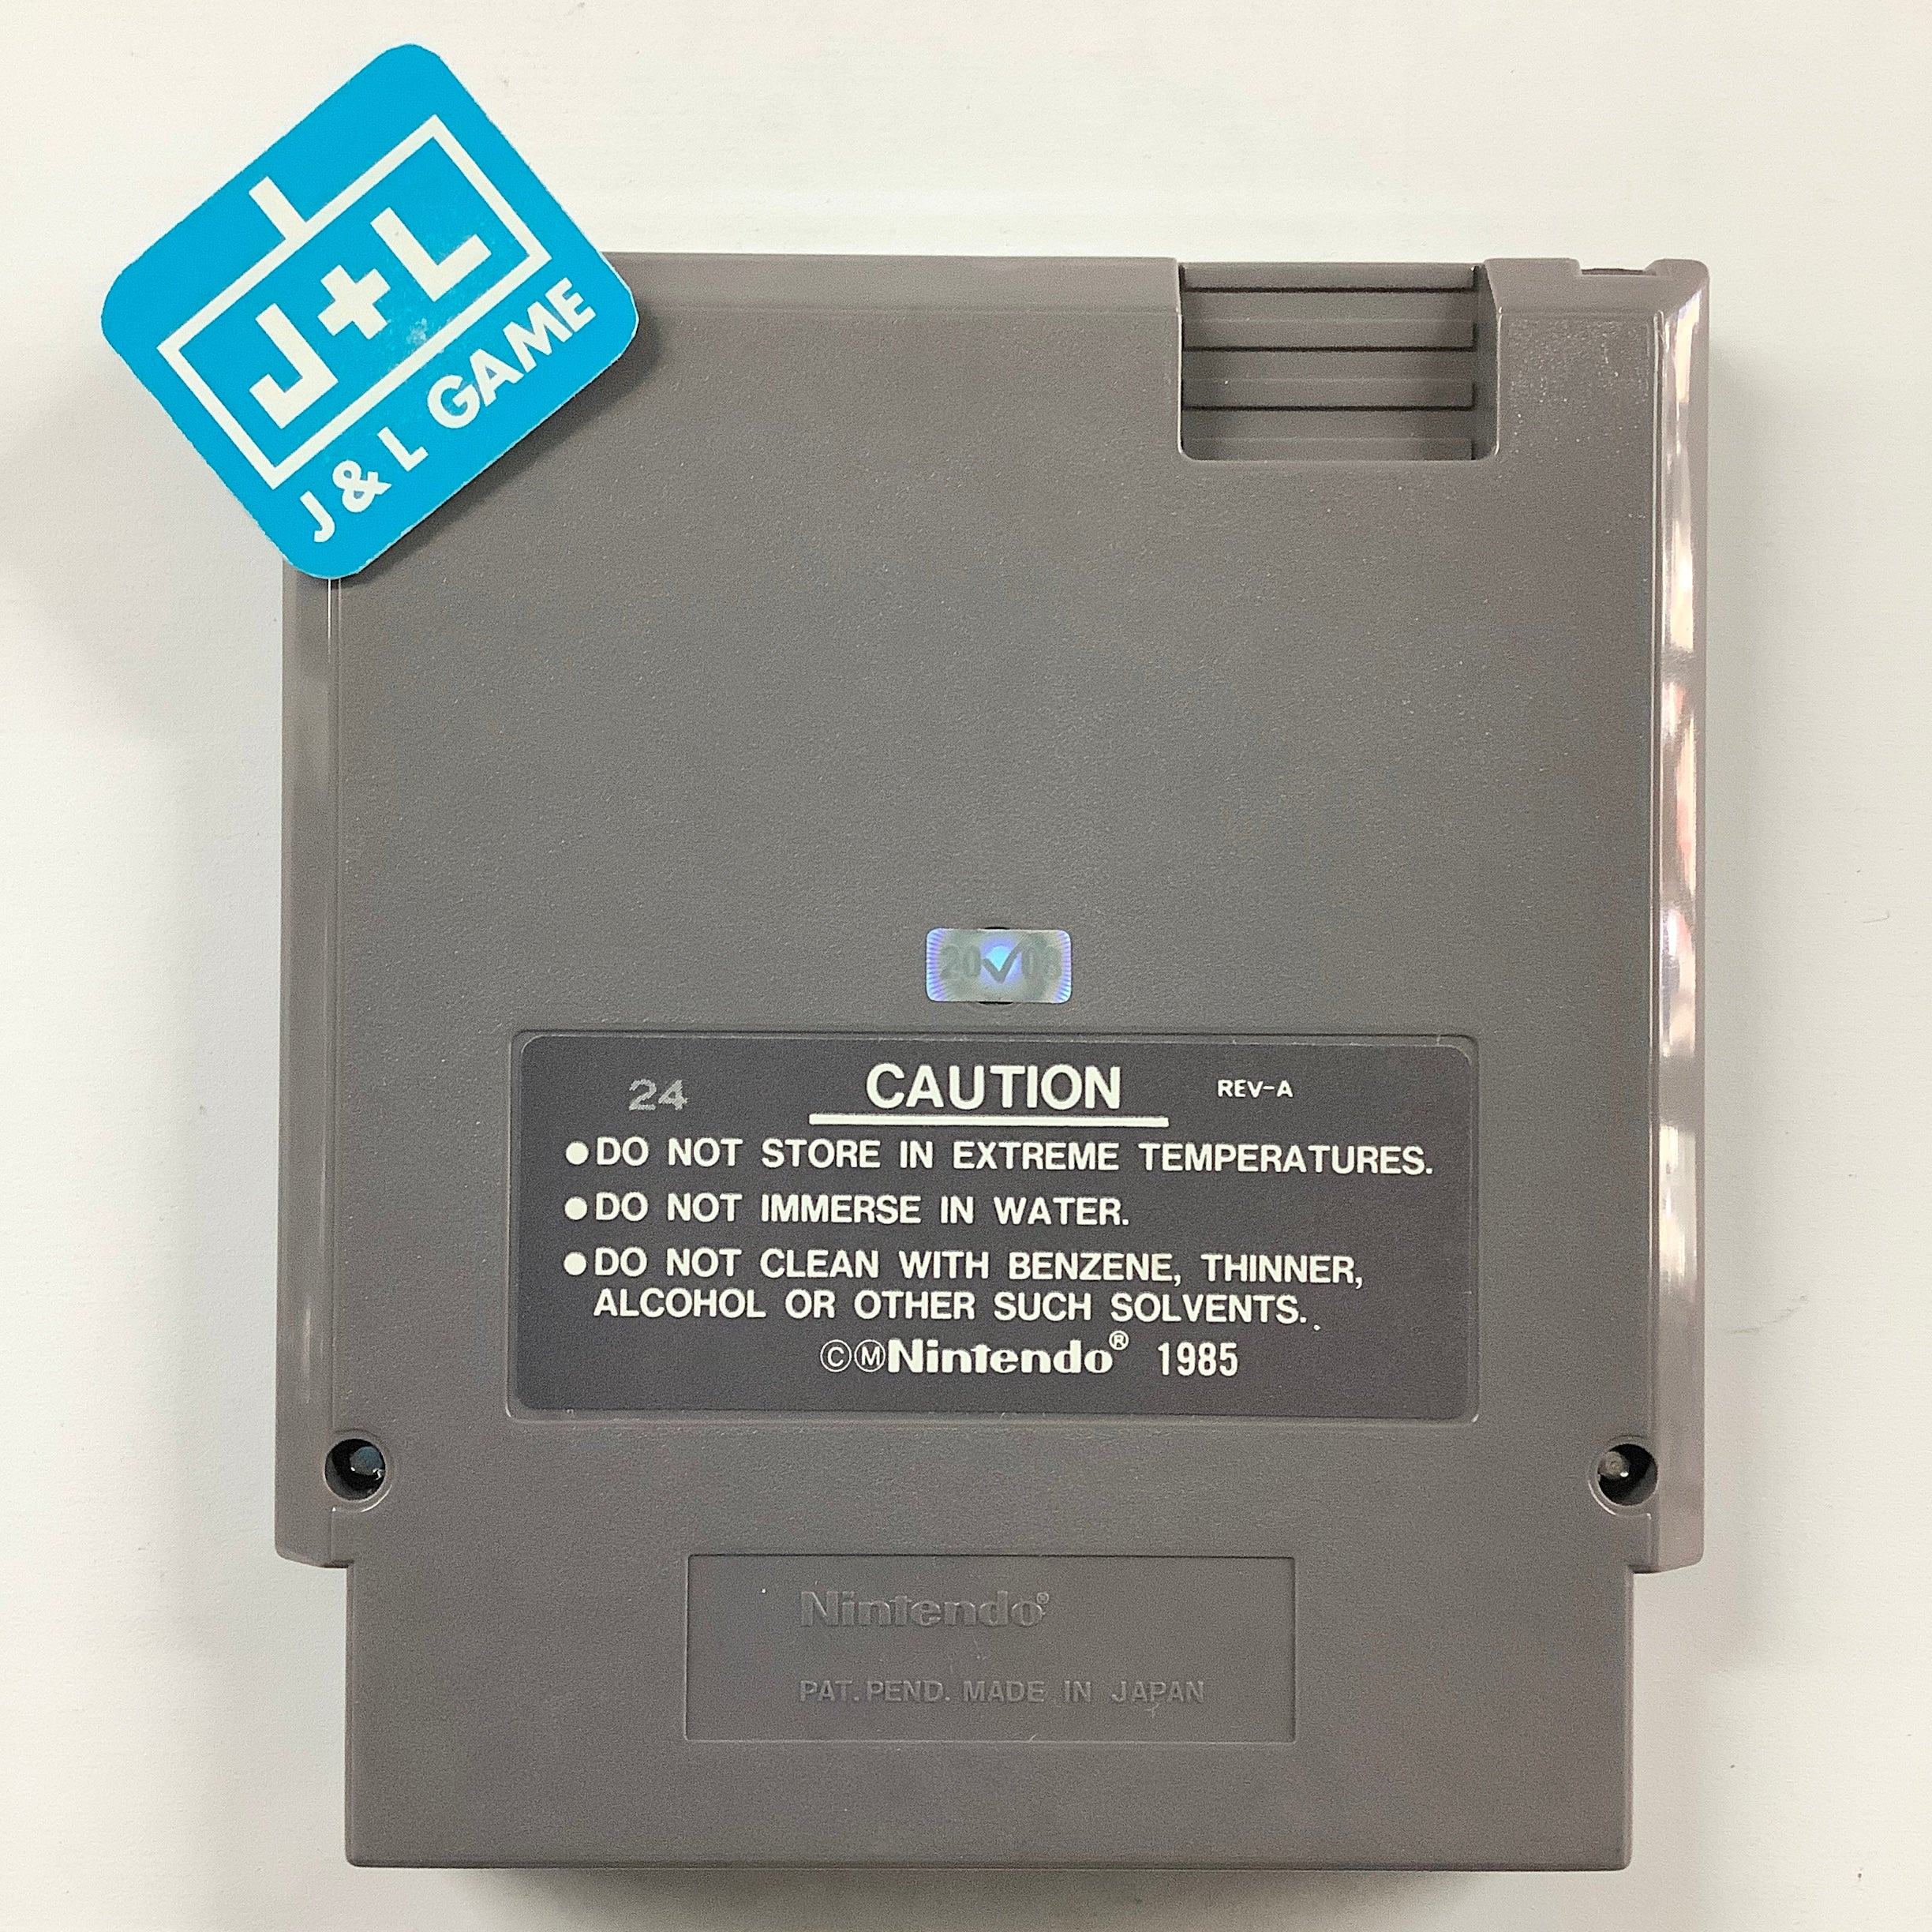 J+L
J & L GAME
20✓08
24 CAUTION REV-A
●DO NOT STORE IN EXTREME TEMPERATURES.
●DO NOT IMMERSE IN WATER.
●DO NOT CLEAN WITH BENZENE, THINNER,
ALCOHOL OR OTHER SUCH SOLVENTS.
©ⓂNintendo® 1985
Nintendo®
PAT. PEND. MADE IN JAPAN